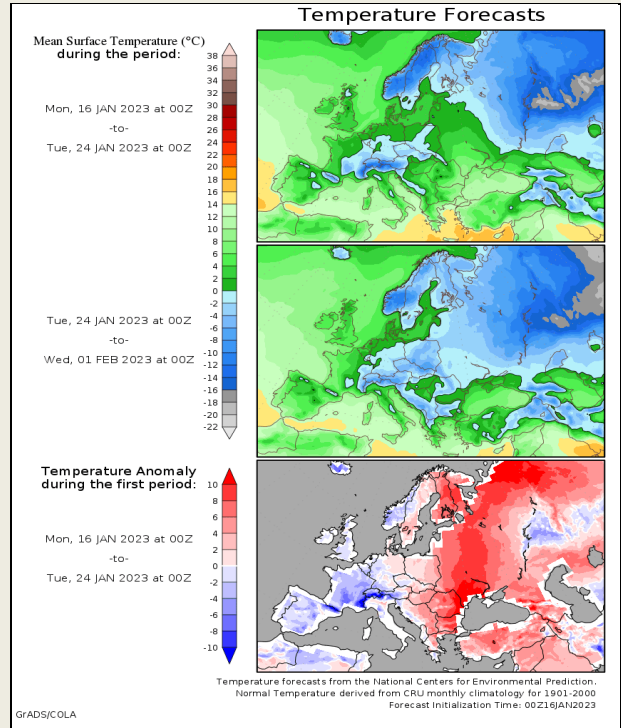 Temperature Forecasts
Mean Surface Temperature (°C)
during the period:
38
36
34
32
30
28
26
24
22
20
18
16
14
12
10
8
6
4
2
0
-2
-4
-6
-8
-10
-12
-14
-16
-18
-20
-22
Mon, 16 JAN 2023 at 00Z
-to-
Tue, 24 JAN 2023 at 00Z
Tue, 24 JAN 2023 at 00Z
-to-
Wed, 01 FEB 2023 at 00Z
Temperature Anomaly
during the first period:
10
8
6
4
2
0
-2
-4
-6
-8
-10
Mon, 16 JAN 2023 at 00Z
-to-
Tue, 24 JAN 2023 at 00Z
Temperature forecasts from the National Centers for Environmental Prediction.
Normal Temperature derived from CRU monthly climatology for 1901-2000
Forecast Initialization Time: 00Z16JAN2023
GrADS/COLA